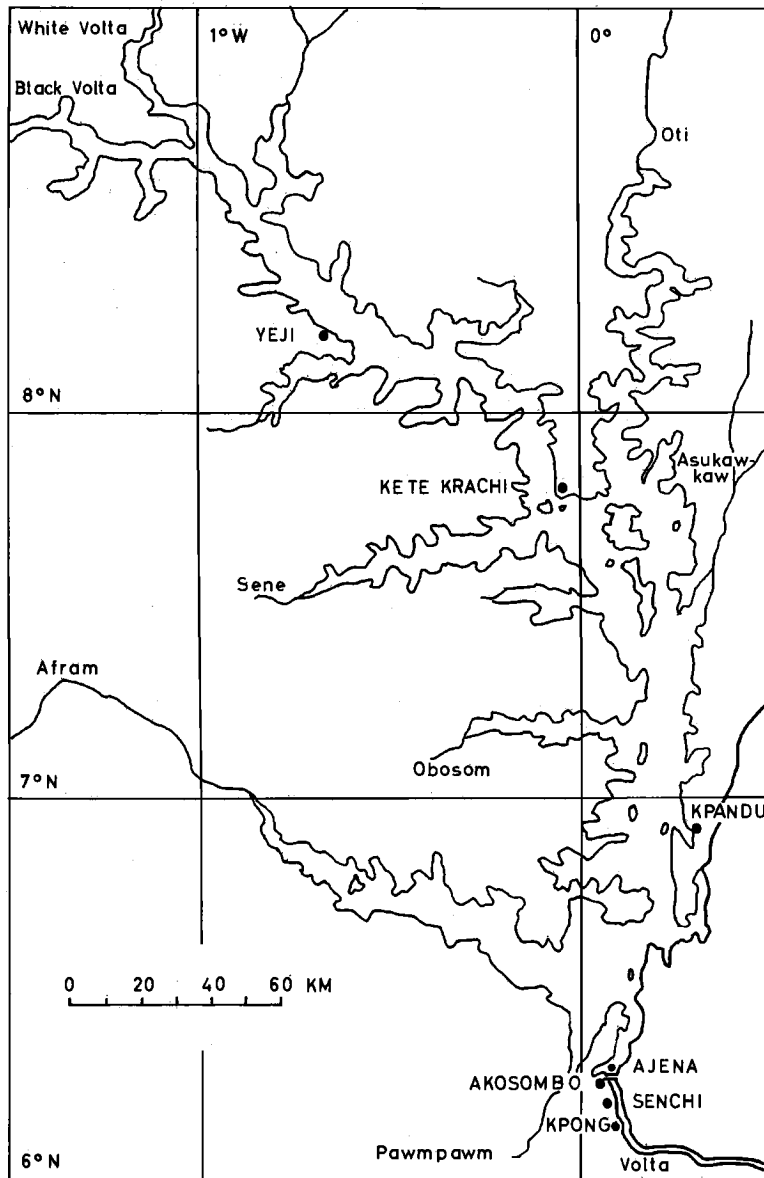 White Volta
1° W
0°
Black Volta
Oti
YEJI
8° N
Asukaw-
kaw
KETE KRACHI
Sene
Afram
Obosom
7° N
KPANDU
0 20 40 60 KM
AJENA
AKOSOMBO
SENCHI
KPONG
Pawmpawm
6° N
Volta